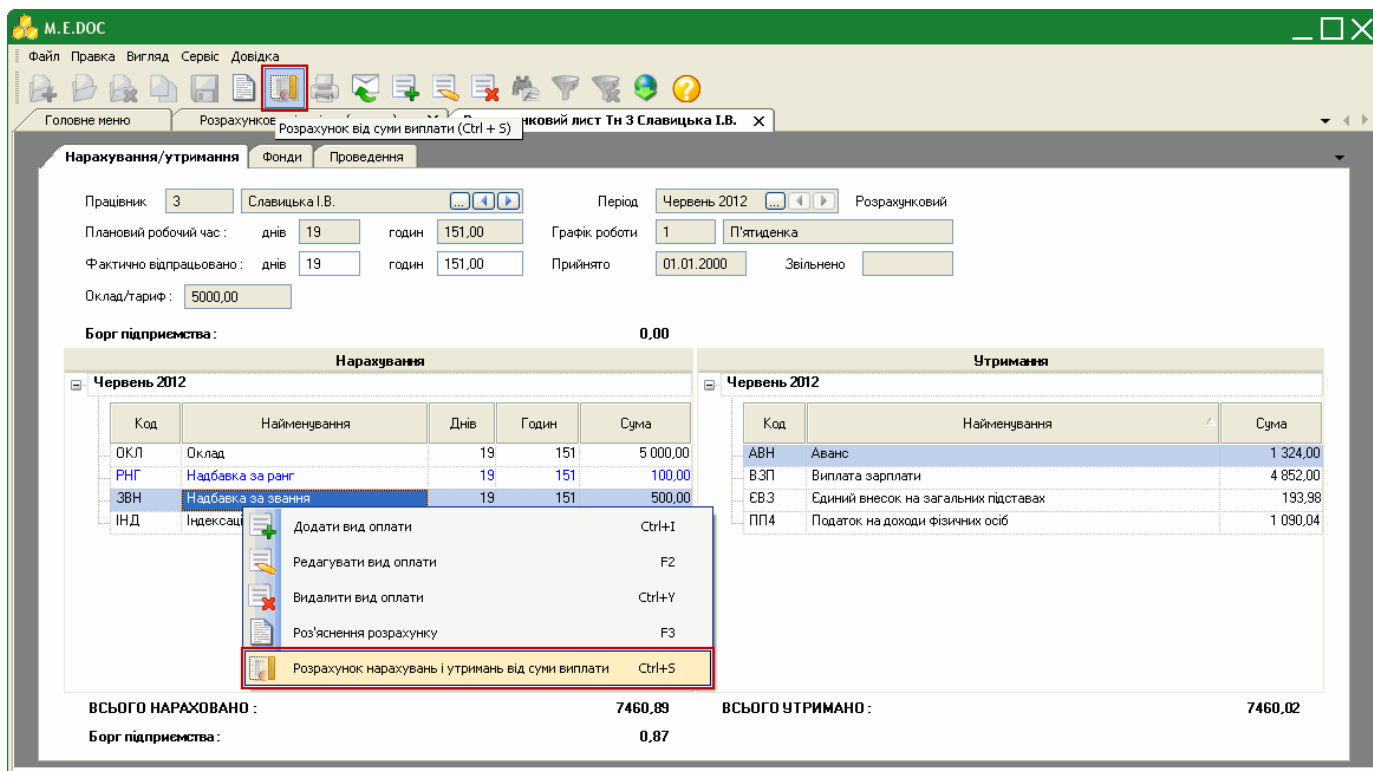 M.E.DOC
Файл Правка Вигляд Сервіс Довідка
Головне меню
Розрахунков
нковий лист Тн 3 Славицька І.В.
Розрахунок від суми виплати (Ctrl + S)
Нарахування/утримання Фонди Проведення
Працівник 3 Славицька І.В. ... Період Червень 2012 ... Розрахунковий
Плановий робочий час : днів 19 годин 151,00 Графік роботи 1 П'ятиденка
Фактично відпрацьовано : днів 19 годин 151,00 Прийнято 01.01.2000 Звільнено
Оклад/тариф : 5000,00
Борг підприємства : 0,00
Нарахування Утримання
Червень 2012 Червень 2012
Код Найменування Днів Годин Сума Код Найменування Сума
ОКЛ Оклад 19 151 5 000,00 АВН Аванс 1 324,00
РНГ Надбавка за ранг 19 151 100,00 ВЗП Виплата зарплати 4 852,00
ЗВН Надбавка за звання 19 151 500,00 ЄВЗ Єдиний внесок на загальних підставах 193,98
ІНД Індексаці ПП4 Податок на доходи фізичних осіб 1 090,04
Додати вид оплати Ctrl+I
Редагувати вид оплати F2
Видалити вид оплати Ctrl+Y
Роз'яснення розрахунку F3
Розрахунок нарахувань і утримань від суми виплати Ctrl+S
ВСЬОГО НАРАХОВАНО : 7460,89 ВСЬОГО УТРИМАНО : 7460,02
Борг підприємства : 0,87